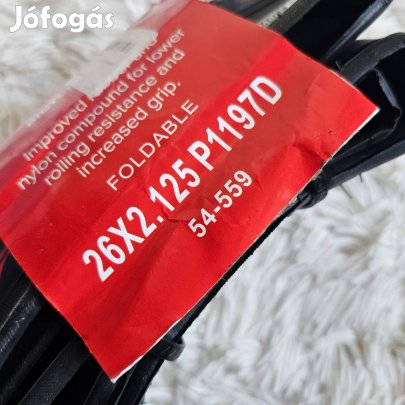 Jófogás
Improved
nylon compound for lower
rolling resistance and
increased grip.
FOLDABLE
26X2.125 P1197D
54-559